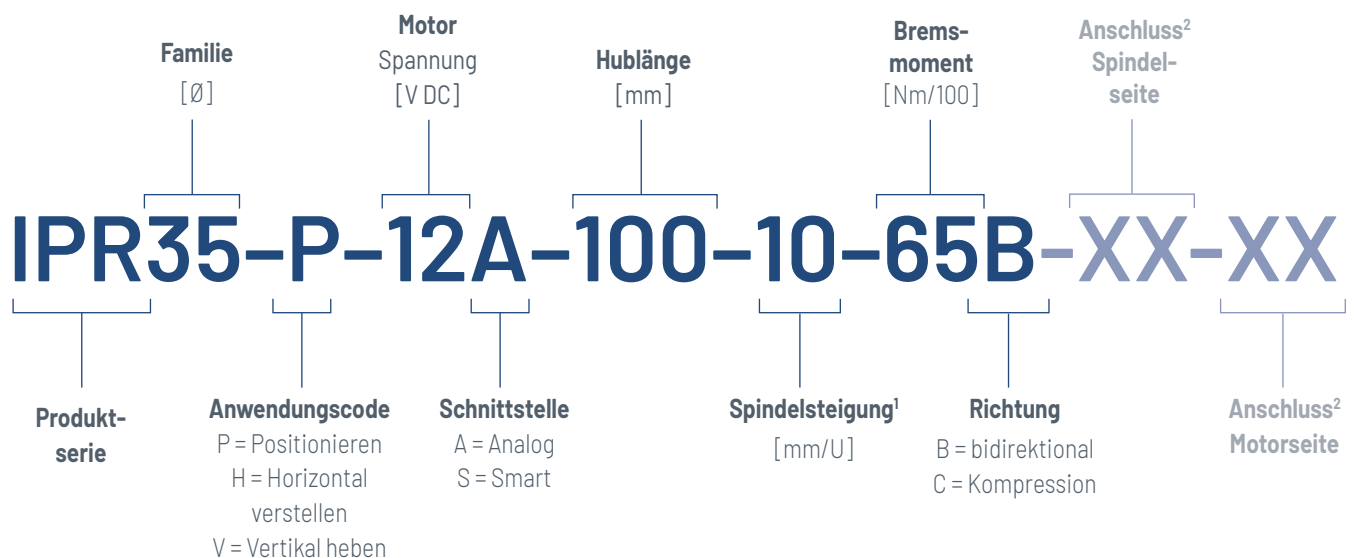 Familie
[Ø]
Motor
Spannung
[V DC]
Hublänge
[mm]
Brems-
moment
[Nm/100]
Anschluss²
Spindel-
seite
IPR35-P-12A-100-10-65B-XX-XX
Produkt-
serie
Anwendungscode
P = Positionieren
H = Horizontal
verstellen
V = Vertikal heben
Schnittstelle
A = Analog
S = Smart
Spindelsteigung¹
[mm/U]
Richtung
B = bidirektional
C = Kompression
Anschluss²
Motorseite